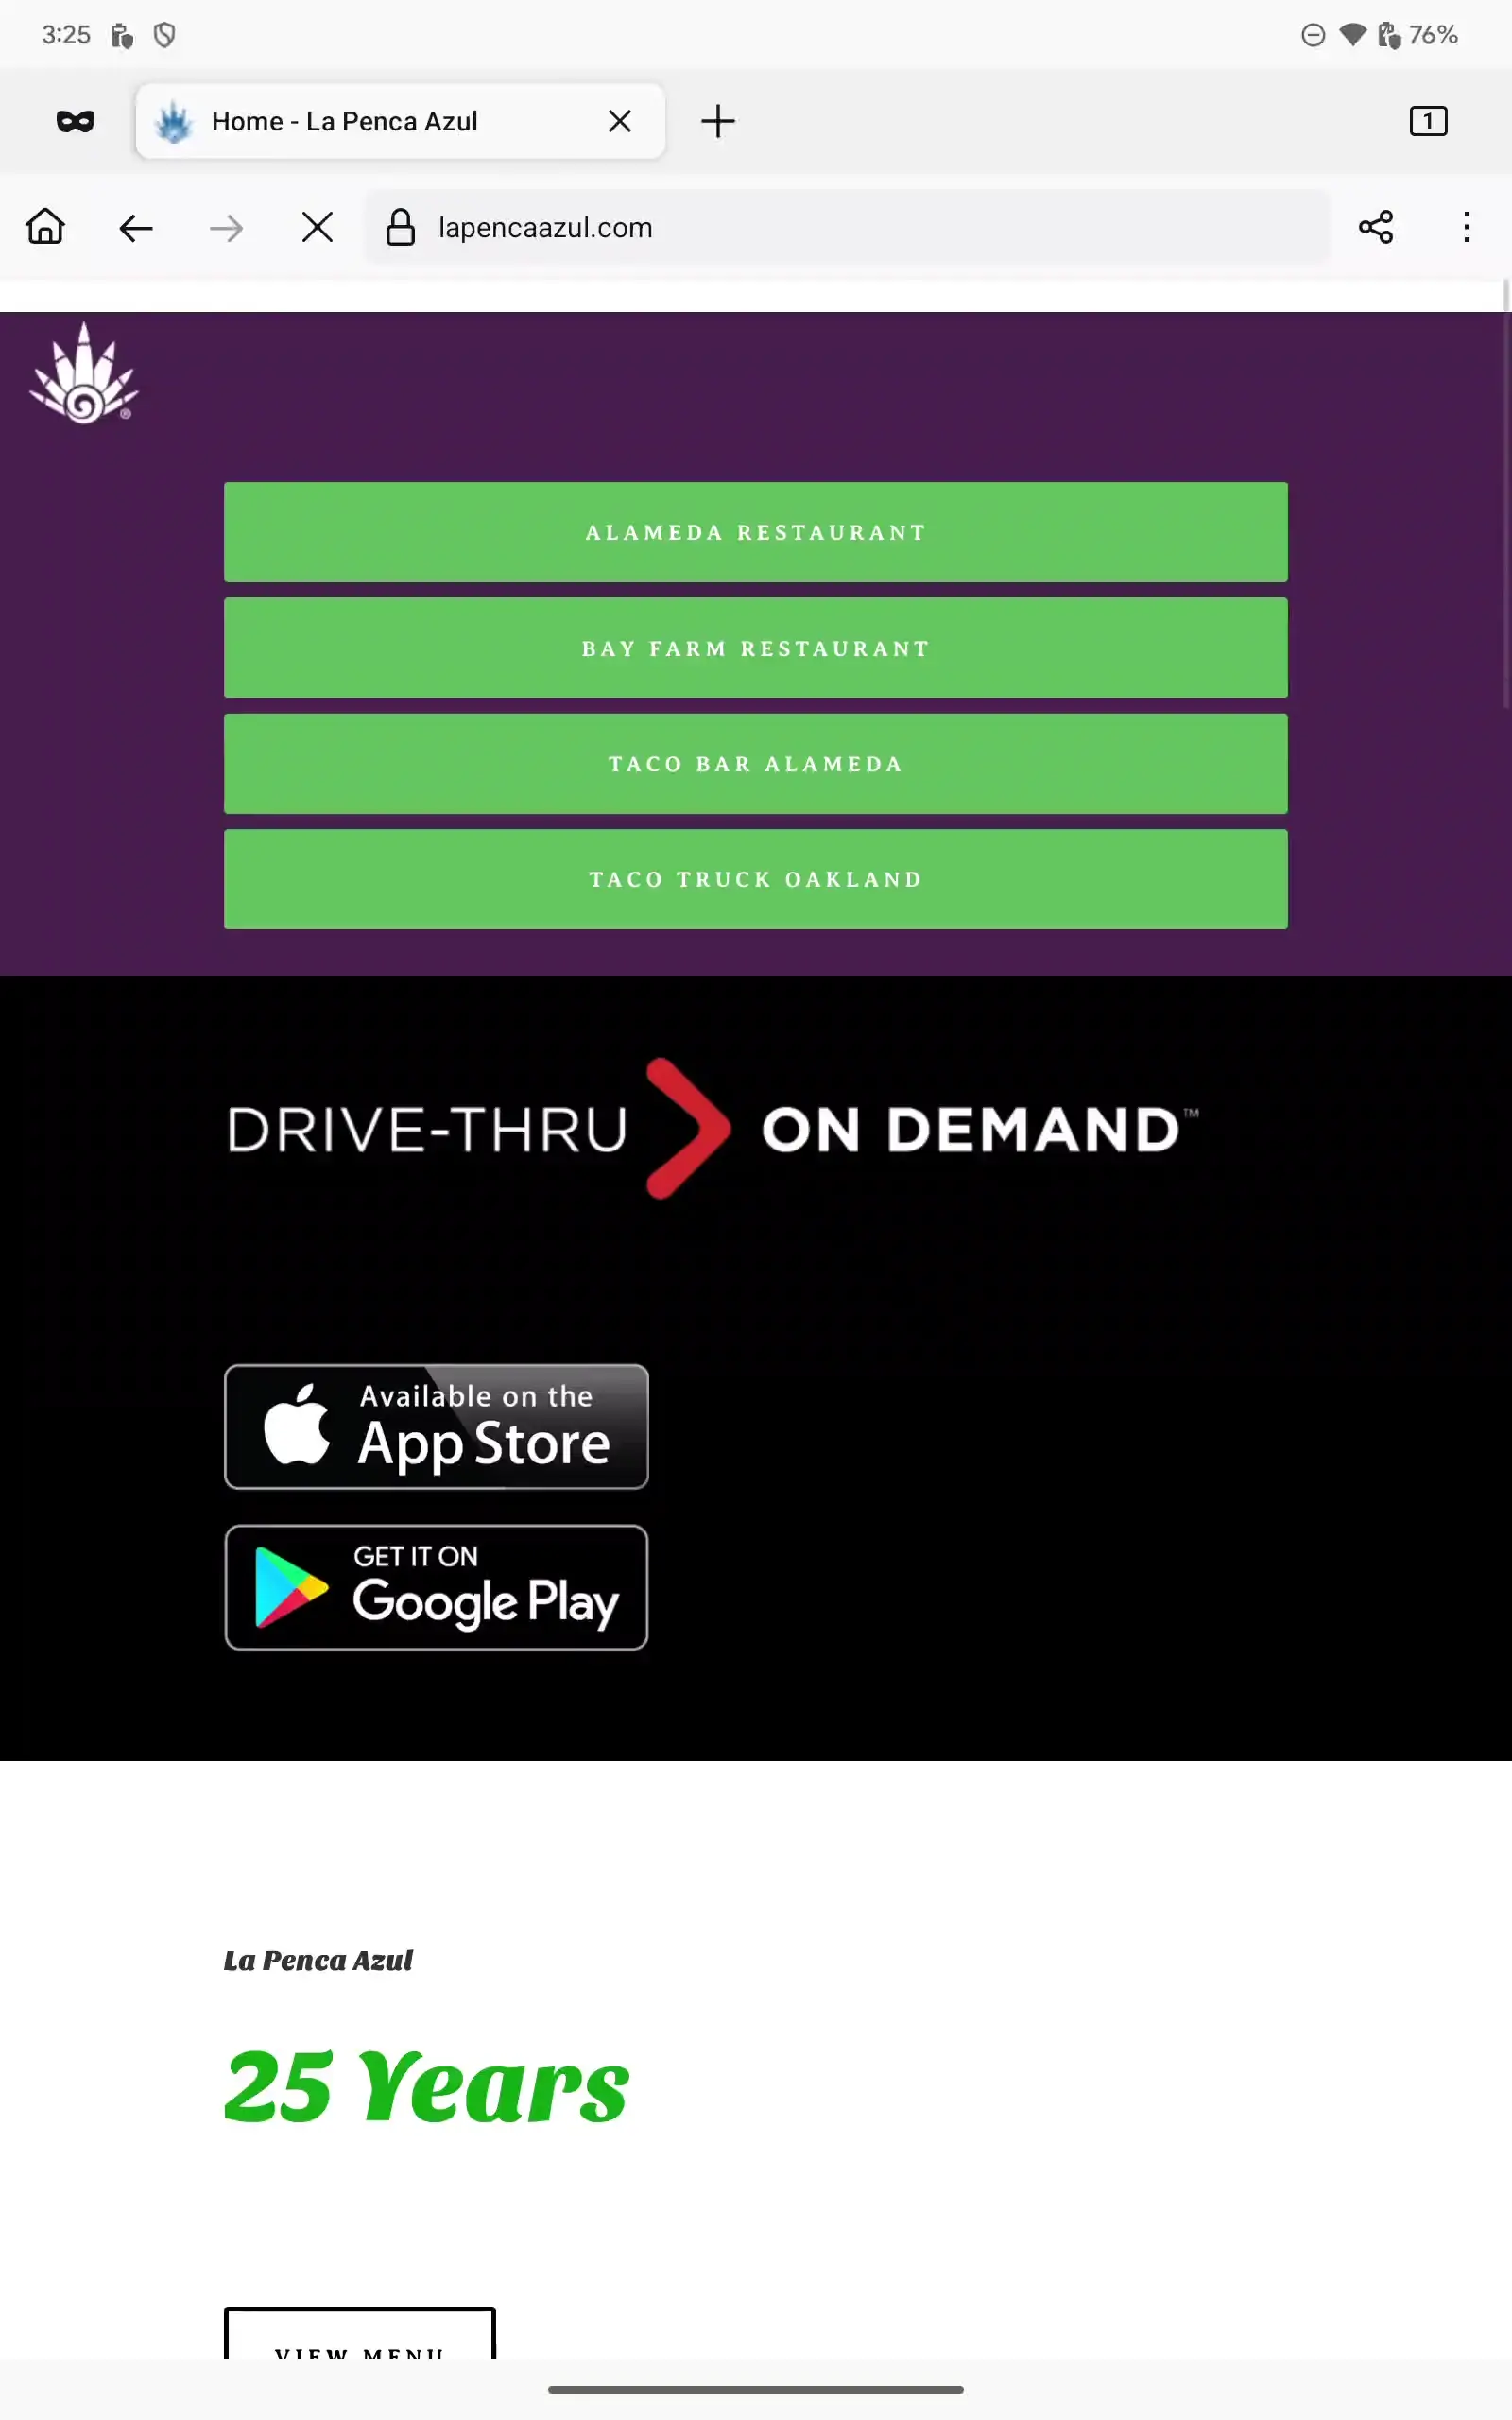 3:25
76%
Home - La Penca Azul
1
lapencaazul.com
®
ALAMEDA RESTAURANT
BAY FARM RESTAURANT
TACO BAR ALAMEDA
TACO TRUCK OAKLAND
DRIVE-THRU ON DEMAND™
Available on the
App Store
GET IT ON
Google Play
La Penca Azul
25 Years
VIEW MENU